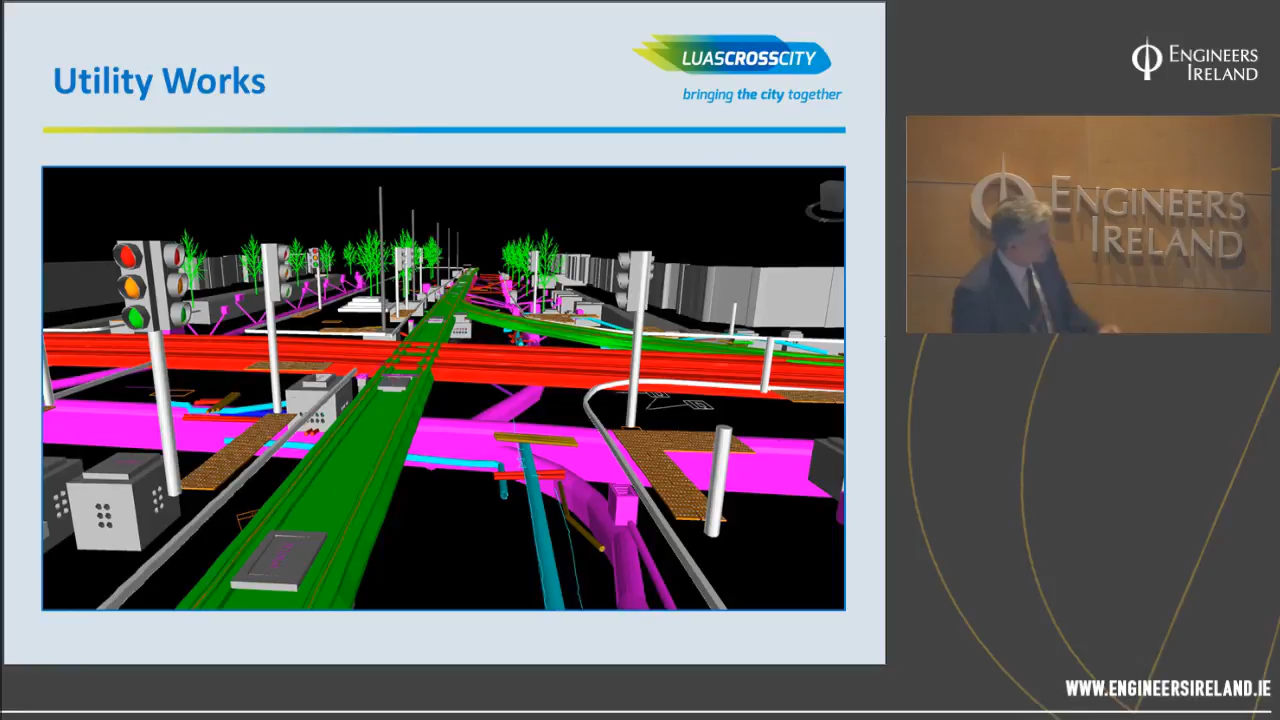 Utility Works
LUASCROSSCITY
bringing the city together
ENGINEERS
IRELAND
ENGINEERS
IRELAND
WWW.ENGINEERSIRELAND.IE